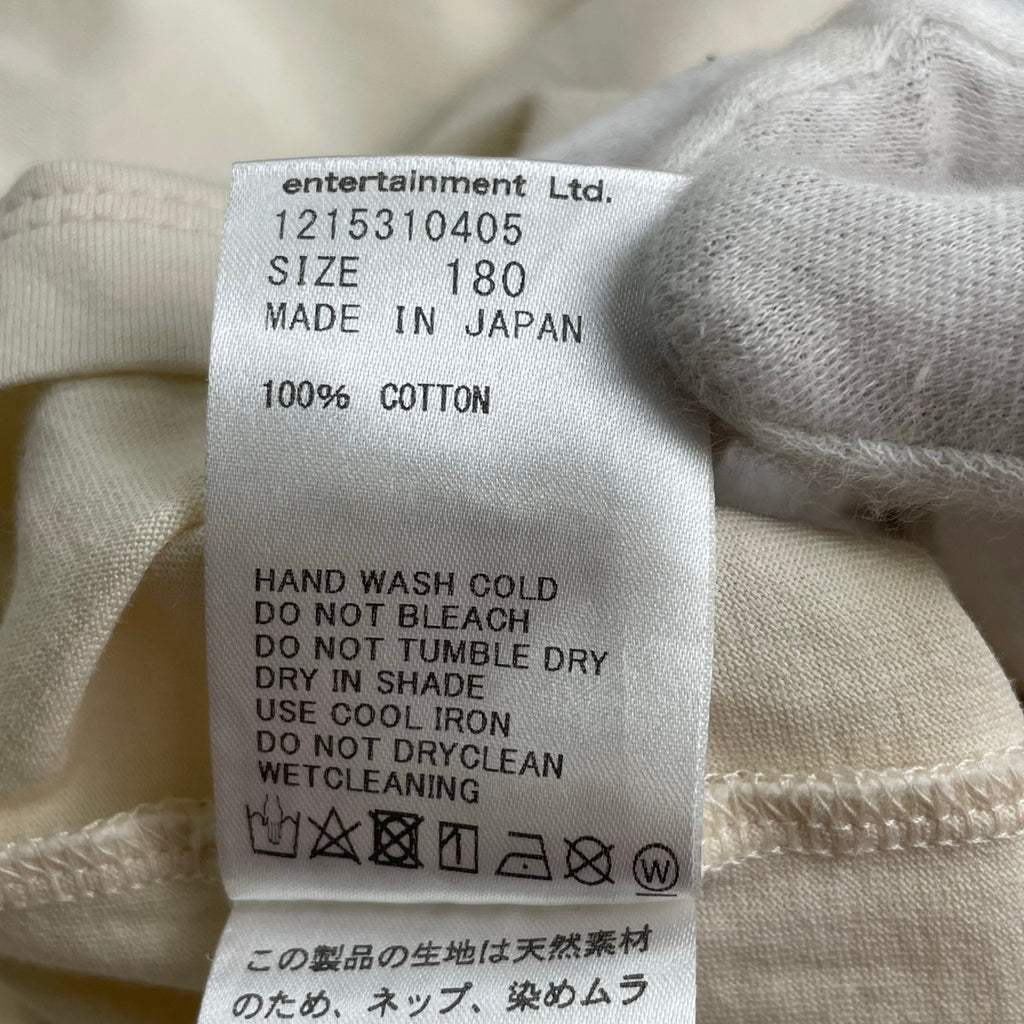 entertainment Ltd.
1215310405
SIZE 180
MADE IN JAPAN
100% COTTON
HAND WASH COLD
DO NOT BLEACH
DO NOT TUMBLE DRY
DRY IN SHADE
USE COOL IRON
DO NOT DRYCLEAN
WETCLEANING
W
この製品の生地は天然素材
のため、ネップ、染めムラ